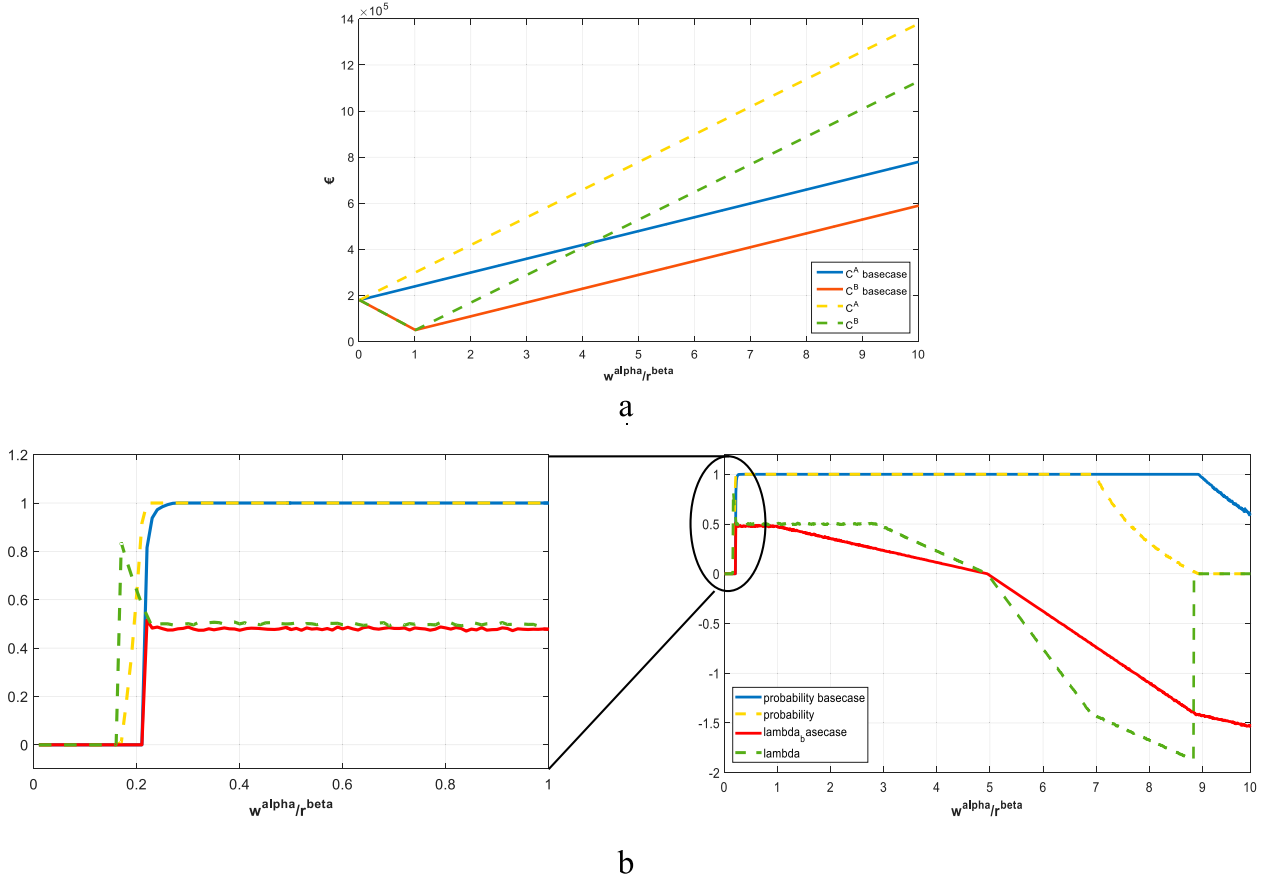 ×10⁵
14
12
10
8
6
4
2
0
€
0 1 2 3 4 5 6 7 8 9 10
w^alpha/r^beta
C^A basecase
C^B basecase
C^A
C^B
a
1.2
1
0.8
0.6
0.4
0.2
0
0 0.2 0.4 0.6 0.8 1
w^alpha/r^beta
1
0.5
0
-0.5
-1
-1.5
-2
probability basecase
probability
lambda_basecase
lambda
0 1 2 3 4 5 6 7 8 9 10
w^alpha/r^beta
b